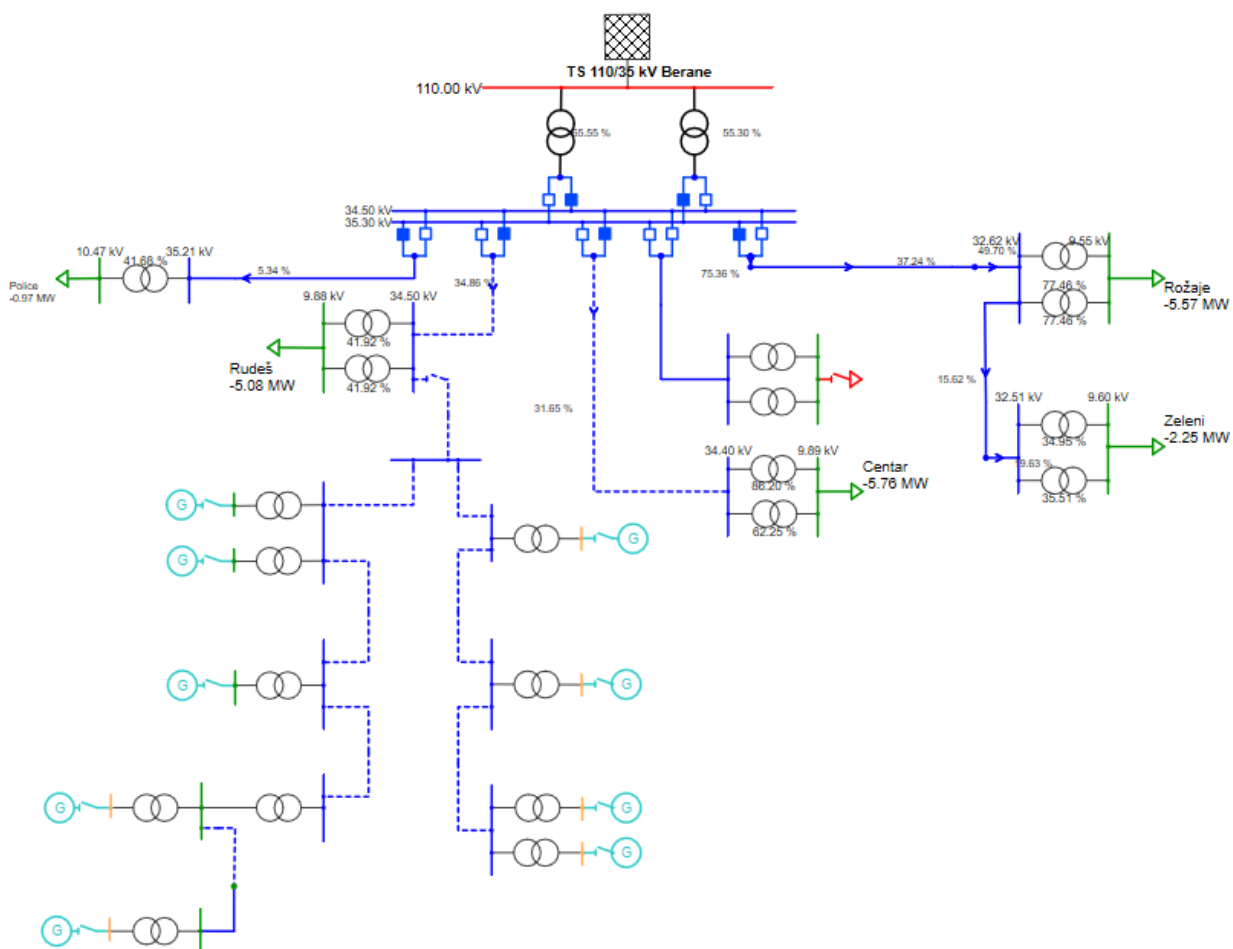 TS 110/35 kV Berane
110.00 kV
55.30 %
34.50 kV
35.30 kV
10.47 kV
35.21 kV
41.68 %
5.34 %
Police
-0.97 MW
34.86 %
9.88 kV
34.50 kV
41.92 %
41.92 %
Rudeš
-5.08 MW
75.36 %
37.24 %
32.62 kV
49.70 %
9.55 kV
77.46 %
77.46 %
Rožaje
-5.57 MW
15.62 %
32.51 kV
9.60 kV
34.95 %
35.51 %
Zeleni
-2.25 MW
31.65 %
34.40 kV
9.89 kV
86.20 %
62.25 %
Centar
-5.76 MW
G
G
G
G
G
G
G
G
G